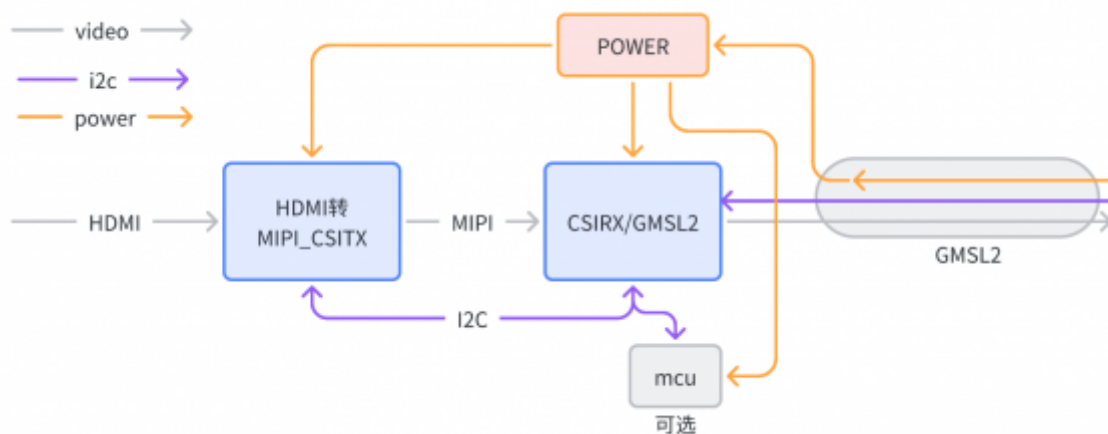 video
i2c
power
POWER
HDMI
HDMI转
MIPI_CSITX
MIPI
CSIRX/GMSL2
GMSL2
I2C
mcu
可选